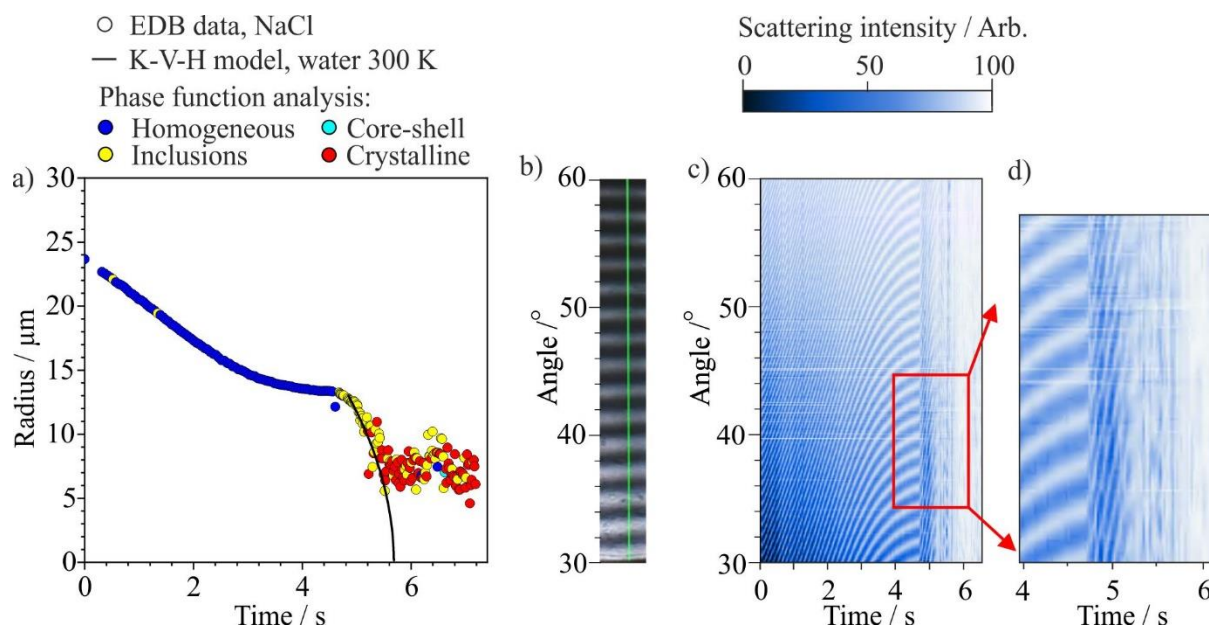 EDB data, NaCl
K-V-H model, water 300 K
Phase function analysis:
Homogeneous Core-shell
Inclusions Crystalline
Scattering intensity / Arb.
0 50 100
a)
30
25
20
15
10
5
0
Radius / µm
0 2 4 6
Time / s
b)
60
50
40
30
Angle /°
c)
60
50
40
30
Angle /°
0 2 4 6
Time / s
d)
4 5 6
Time / s